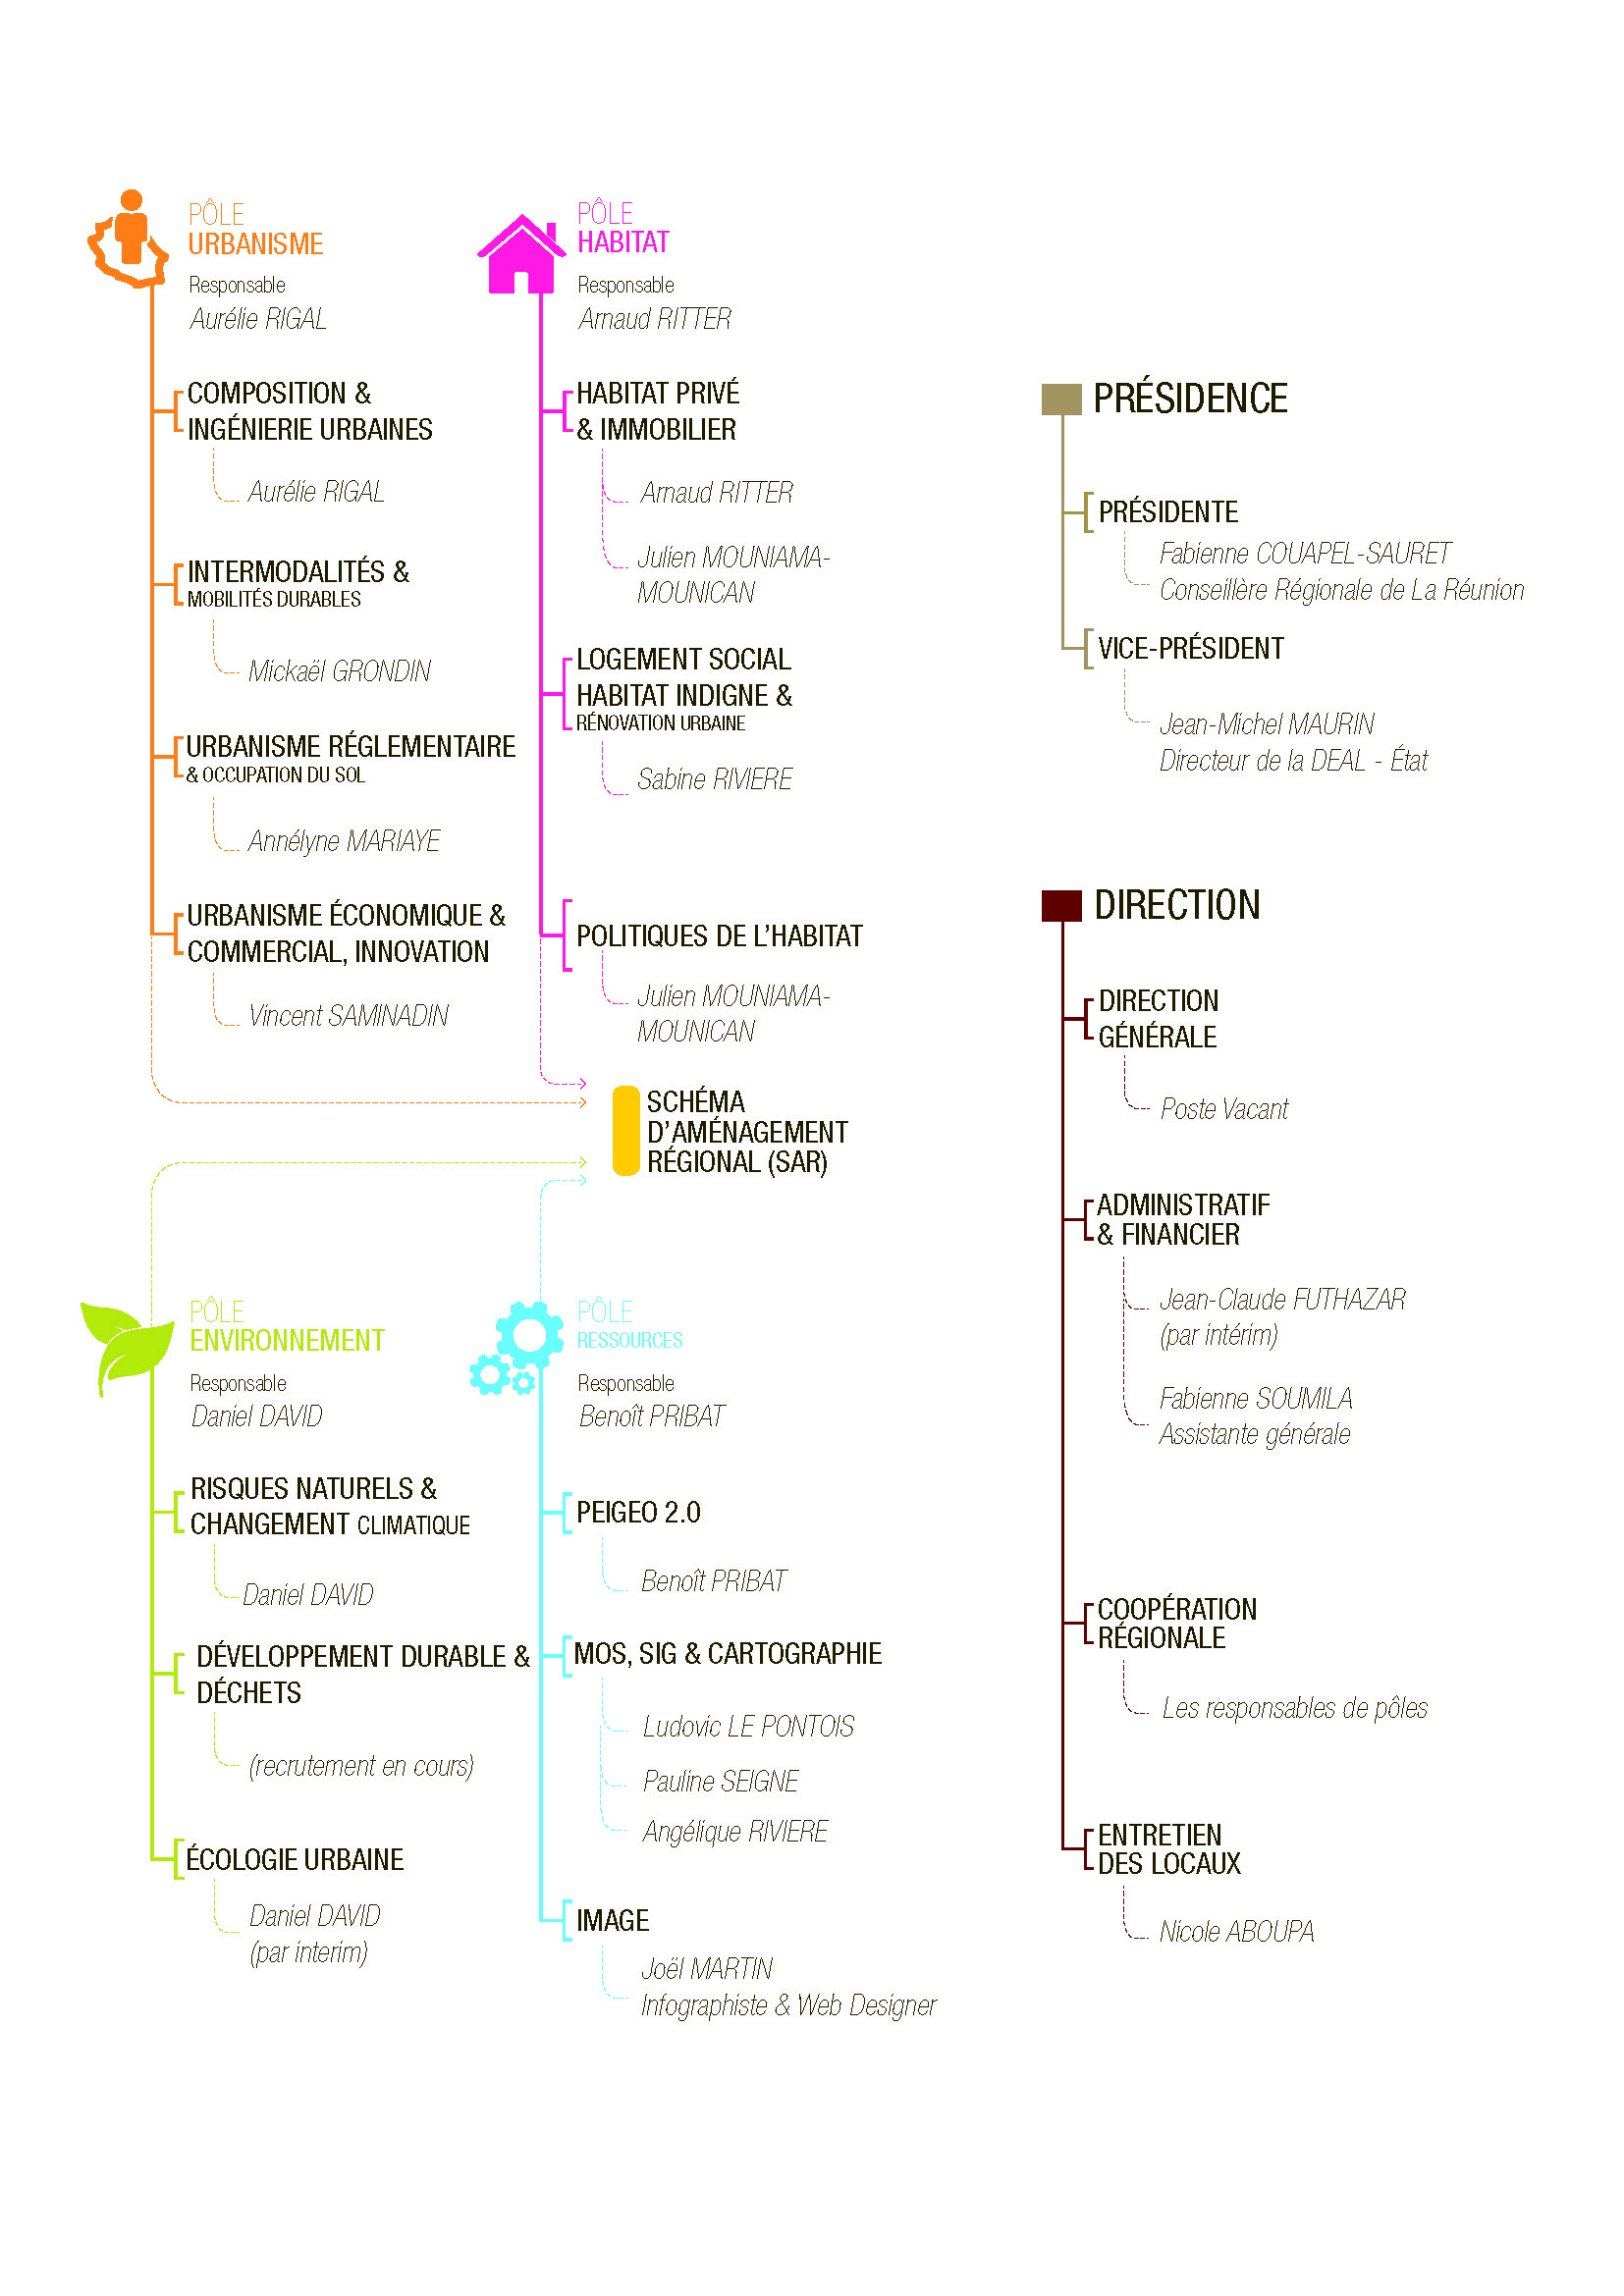 PÔLE
URBANISME
Responsable
Aurélie RIGAL
COMPOSITION &
INGÉNIERIE URBAINES
Aurélie RIGAL
INTERMODALITÉS &
MOBILITÉS DURABLES
Mickaël GRONDIN
URBANISME RÉGLEMENTAIRE
& OCCUPATION DU SOL
Annélyne MARIAYE
URBANISME ÉCONOMIQUE &
COMMERCIAL, INNOVATION
Vincent SAMINADIN
PÔLE
HABITAT
Responsable
Arnaud RITTER
HABITAT PRIVÉ
& IMMOBILIER
Arnaud RITTER
Julien MOUNIAMA-
MOUNICAN
LOGEMENT SOCIAL
HABITAT INDIGNE &
RÉNOVATION URBAINE
Sabine RIVIERE
POLITIQUES DE L'HABITAT
Julien MOUNIAMA-
MOUNICAN
SCHÉMA
D'AMÉNAGEMENT
RÉGIONAL (SAR)
PÔLE
ENVIRONNEMENT
Responsable
Daniel DAVID
RISQUES NATURELS &
CHANGEMENT CLIMATIQUE
Daniel DAVID
DÉVELOPPEMENT DURABLE &
DÉCHETS
(recrutement en cours)
ÉCOLOGIE URBAINE
Daniel DAVID
(par interim)
PÔLE
RESSOURCES
Responsable
Benoît PRIBAT
PEIGEO 2.0
Benoît PRIBAT
MOS, SIG & CARTOGRAPHIE
Ludovic LE PONTOIS
Pauline SEIGNE
Angélique RIVIERE
IMAGE
Joël MARTIN
Infographiste & Web Designer
PRÉSIDENCE
PRÉSIDENTE
Fabienne COUAPEL-SAURET
Conseillère Régionale de La Réunion
VICE-PRÉSIDENT
Jean-Michel MAURIN
Directeur de la DEAL - État
DIRECTION
DIRECTION
GÉNÉRALE
Poste Vacant
ADMINISTRATIF
& FINANCIER
Jean-Claude FUTHAZAR
(par intérim)
Fabienne SOUMILA
Assistante générale
COOPÉRATION
RÉGIONALE
Les responsables de pôles
ENTRETIEN
DES LOCAUX
Nicole ABOUPA